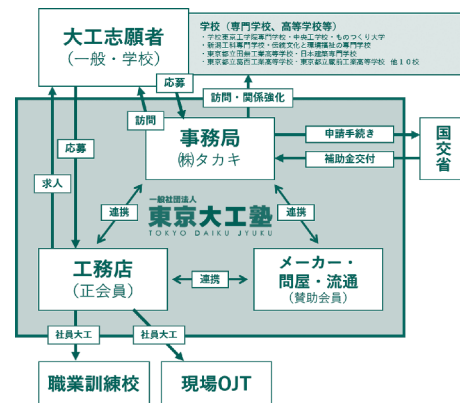 大工志願者
(一般・学校)
学校(専門学校、高等学校等)
・学校東京工学院専門学校・中央工学校・ものつくり大学
・新潟工科専門学校・伝統文化と環境福祉の専門学校
・東京都立田無工業高等学校・日本建築専門学校
・東京都立葛西工業高等学校・東京都立蔵前工業高等学校 他10校
応募
訪問
訪問・関係強化
事務局
㈱タカキ
申請手続き
補助金交付
国交省
応募
求人
連携
一般社団法人
東京大工塾
TOKYO DAIKU JYUKU
連携
工務店
(正会員)
連携
メーカー・
問屋・流通
(賛助会員)
社員大工
社員大工
職業訓練校
現場OJT